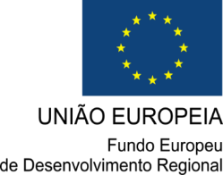 UNIÃO EUROPEIA
Fundo Europeu
de Desenvolvimento Regional